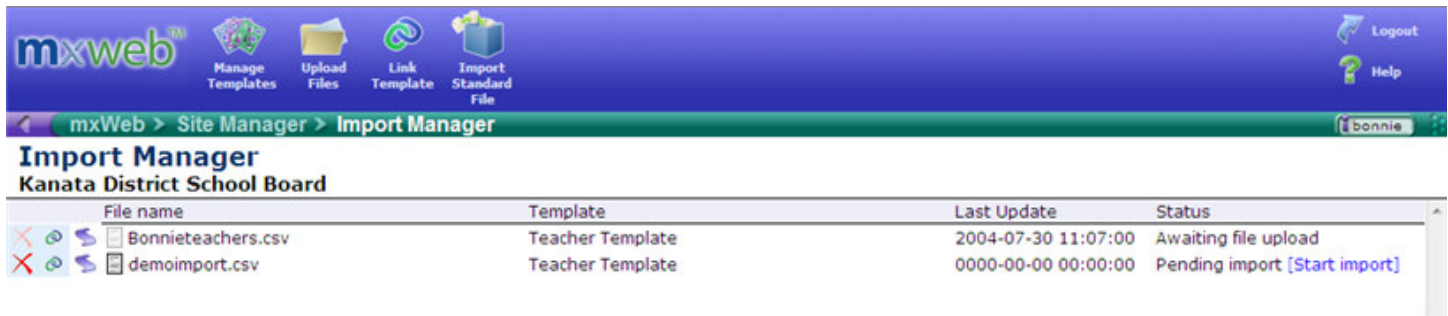 mxweb™
Manage Templates
Upload Files
Link Template
Import Standard File
Logout
Help
mxWeb > Site Manager > Import Manager
bonnie
Import Manager
Kanata District School Board
File name Template Last Update Status
Bonnieteachers.csv Teacher Template 2004-07-30 11:07:00 Awaiting file upload
demoimport.csv Teacher Template 0000-00-00 00:00:00 Pending import [Start import]